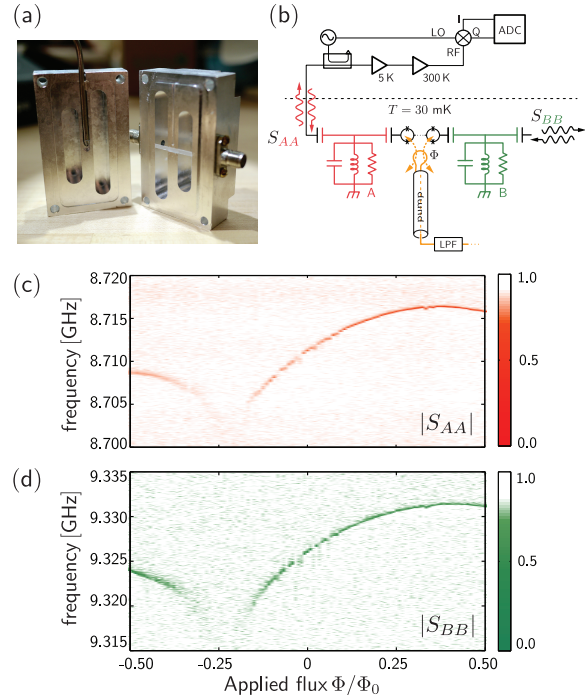 (a)
(b)
I
LO
Q
ADC
RF
5 K
300K
T = 30 mK
S_AA
S_BB
Φ
A
B
pump
LPF
(c)
8.720
8.715
8.710
8.705
8.700
frequency [GHz]
|S_AA|
1.0
0.5
0.0
(d)
9.335
9.330
9.325
9.320
9.315
frequency [GHz]
|S_BB|
1.0
0.5
0.0
-0.50
-0.25
0
0.25
0.50
Applied flux Φ/Φ₀